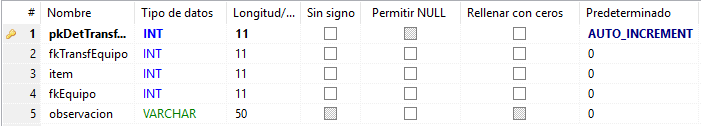 # Nombre Tipo de datos Longitud/... Sin signo Permitir NULL Rellenar con ceros Predeterminado
1 pkDetTransf... INT 11 AUTO_INCREMENT
2 fkTransfEquipo INT 11 0
3 item INT 11 0
4 fkEquipo INT 11 0
5 observacion VARCHAR 50 0